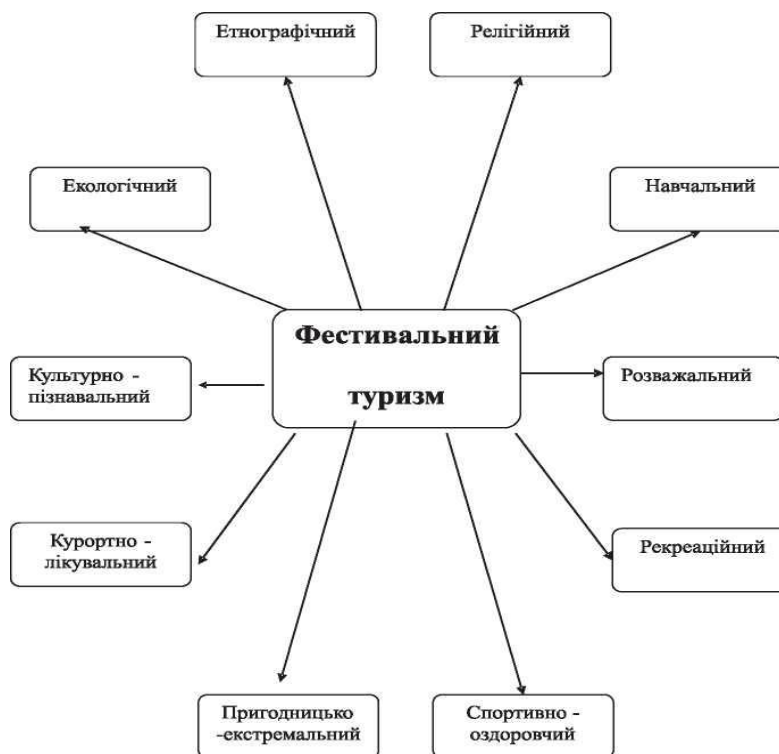 Етнографічний
Релігійний
Екологічний
Навчальний
Фестивальний
туризм
Культурно -
пізнавальний
Розважальний
Курортно -
лікувальний
Рекреаційний
Пригодницько
-екстремальний
Спортивно -
оздоровчий